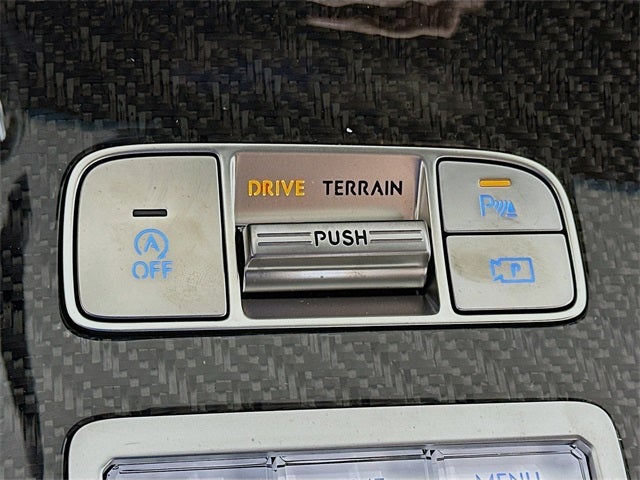 DRIVE TERRAIN
PUSH
A
OFF
P
P
MENU